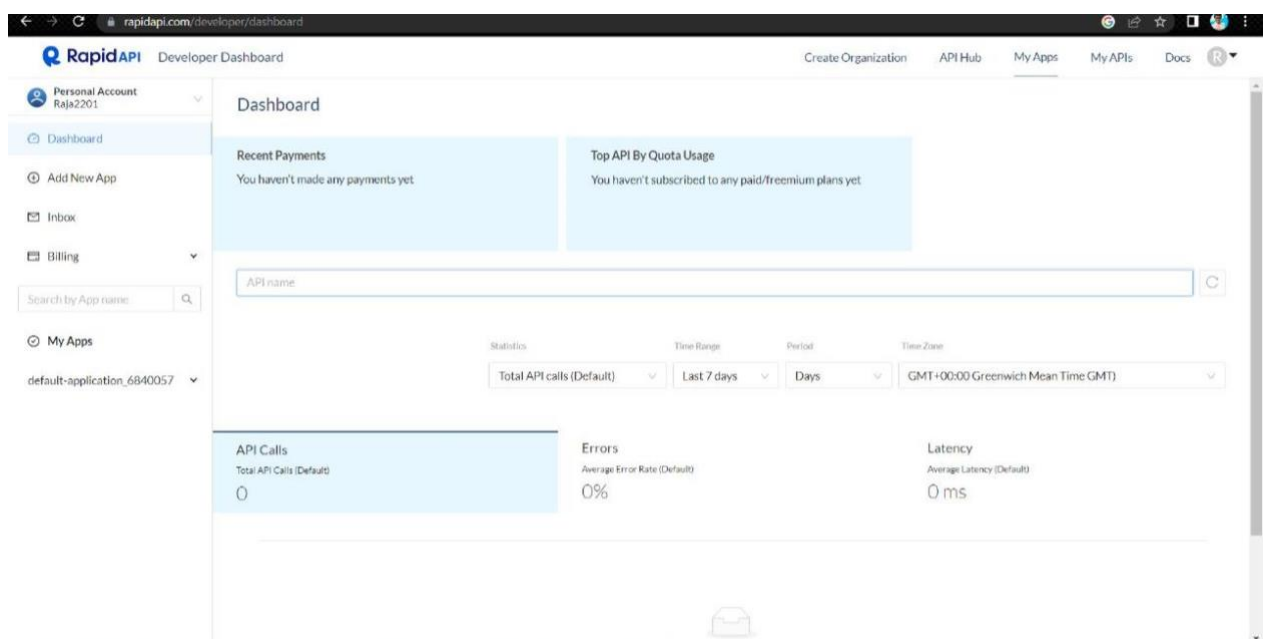 rapidapi.com/developer/dashboard
Rapid API Developer Dashboard
Create Organization API Hub My Apps My APIs Docs R
Personal Account
Raja2201
Dashboard
Add New App
Inbox
Billing
Search by App name
My Apps
default-application_6840057
Dashboard
Recent Payments
You haven't made any payments yet
Top API By Quota Usage
You haven't subscribed to any paid/freemium plans yet
API name
Statistics Time Range Period Time Zone
Total API calls (Default) Last 7 days Days GMT+00:00 Greenwich Mean Time GMT)
API Calls
Total API Calls (Default)
0
Errors
Average Error Rate (Default)
0%
Latency
Average Latency (Default)
0 ms